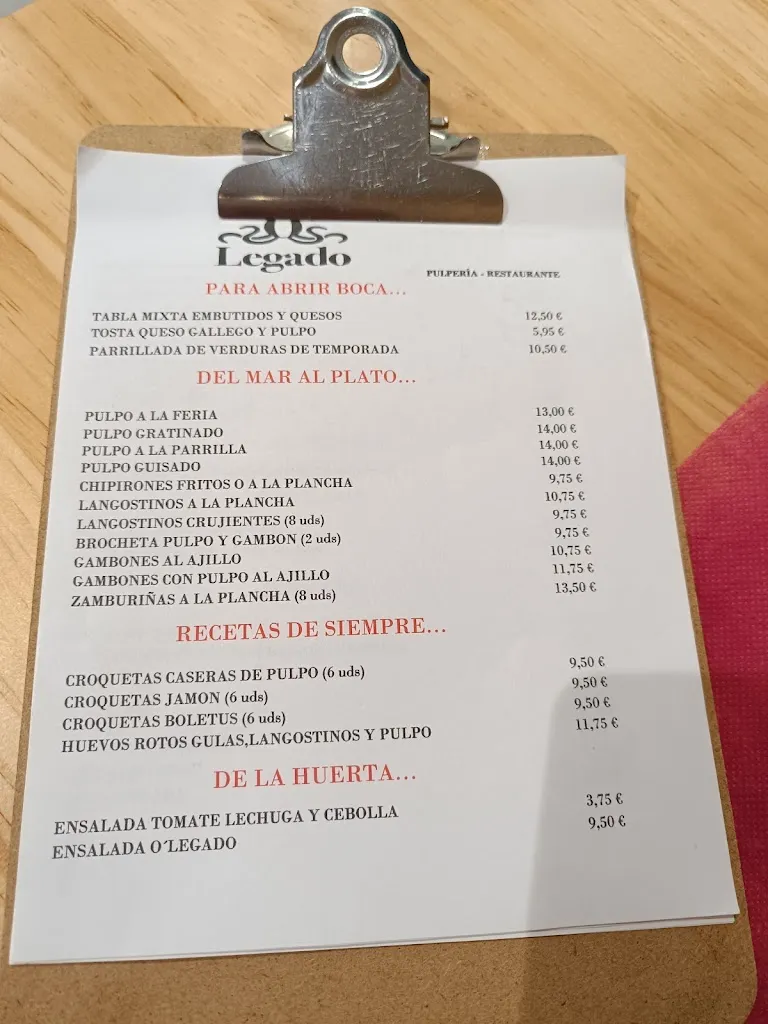 Legado
PULPERÍA - RESTAURANTE
PARA ABRIR BOCA...
TABLA MIXTA EMBUTIDOS Y QUESOS 12,50 €
TOSTA QUESO GALLEGO Y PULPO 5,95 €
PARRILLADA DE VERDURAS DE TEMPORADA 10,50 €
DEL MAR AL PLATO...
PULPO A LA FERIA 13,00 €
PULPO GRATINADO 14,00 €
PULPO A LA PARRILLA 14,00 €
PULPO GUISADO 14,00 €
CHIPIRONES FRITOS O A LA PLANCHA 9,75 €
LANGOSTINOS A LA PLANCHA 10,75 €
LANGOSTINOS CRUJIENTES (8 uds) 9,75 €
BROCHETA PULPO Y GAMBON (2 uds) 9,75 €
GAMBONES AL AJILLO 10,75 €
GAMBONES CON PULPO AL AJILLO 11,75 €
ZAMBURIÑAS A LA PLANCHA (8 uds) 13,50 €
RECETAS DE SIEMPRE...
CROQUETAS CASERAS DE PULPO (6 uds) 9,50 €
CROQUETAS JAMON (6 uds) 9,50 €
CROQUETAS BOLETUS (6 uds) 9,50 €
HUEVOS ROTOS GULAS,LANGOSTINOS Y PULPO 11,75 €
DE LA HUERTA...
ENSALADA TOMATE LECHUGA Y CEBOLLA 3,75 €
ENSALADA O´LEGADO 9,50 €